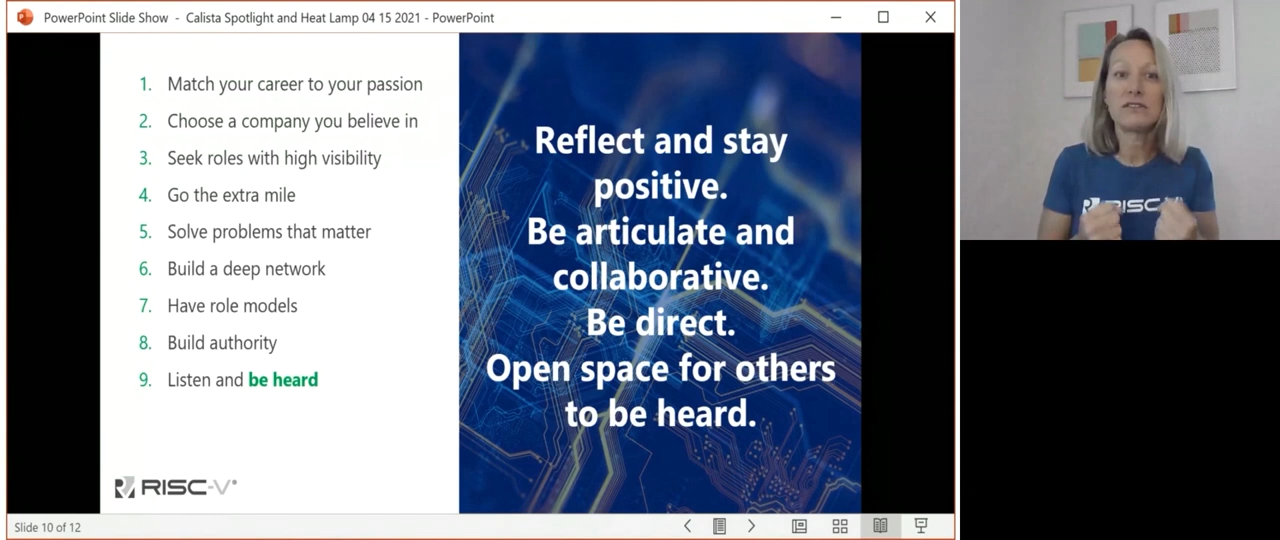 PowerPoint Slide Show - Calista Spotlight and Heat Lamp 04 15 2021 - PowerPoint
1. Match your career to your passion
2. Choose a company you believe in
3. Seek roles with high visibility
4. Go the extra mile
5. Solve problems that matter
6. Build a deep network
7. Have role models
8. Build authority
9. Listen and be heard
RISC-V
Reflect and stay
positive.
Be articulate and
collaborative.
Be direct.
Open space for others
to be heard.
Slide 10 of 12
RISC-V